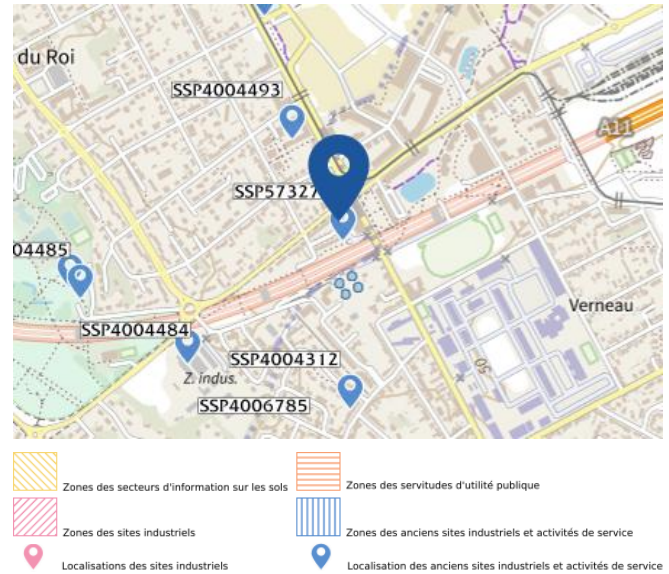 du Roi
SSP4004493
A11
SSP57327
04485
Verneau
SSP4004484
SSP4004312
Z. indus.
SSP4006785
Zones des secteurs d'information sur les sols
Zones des servitudes d'utilité publique
Zones des sites industriels
Zones des anciens sites industriels et activités de service
Localisations des sites industriels
Localisation des anciens sites industriels et activités de service